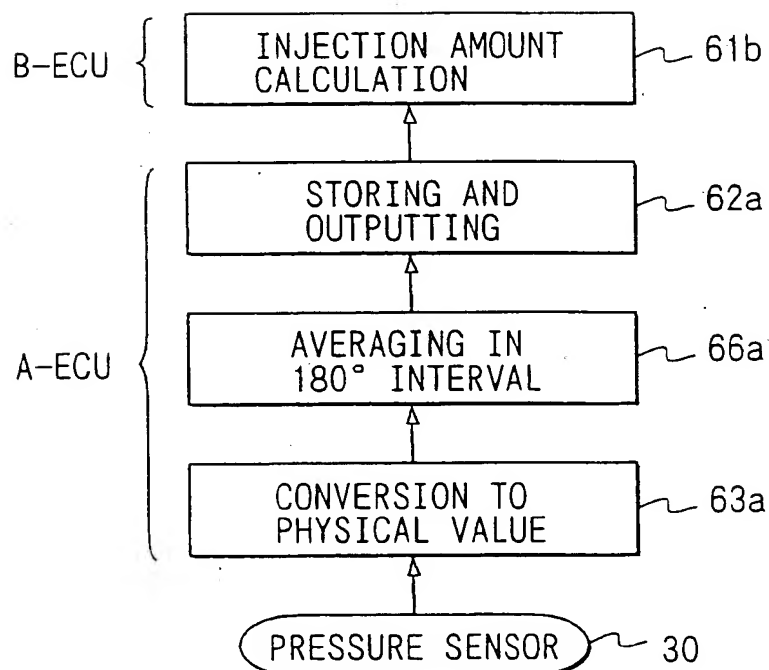 B-ECU
INJECTION AMOUNT
CALCULATION
61b
STORING AND
OUTPUTTING
62a
A-ECU
AVERAGING IN
180° INTERVAL
66a
CONVERSION TO
PHYSICAL VALUE
63a
PRESSURE SENSOR
30